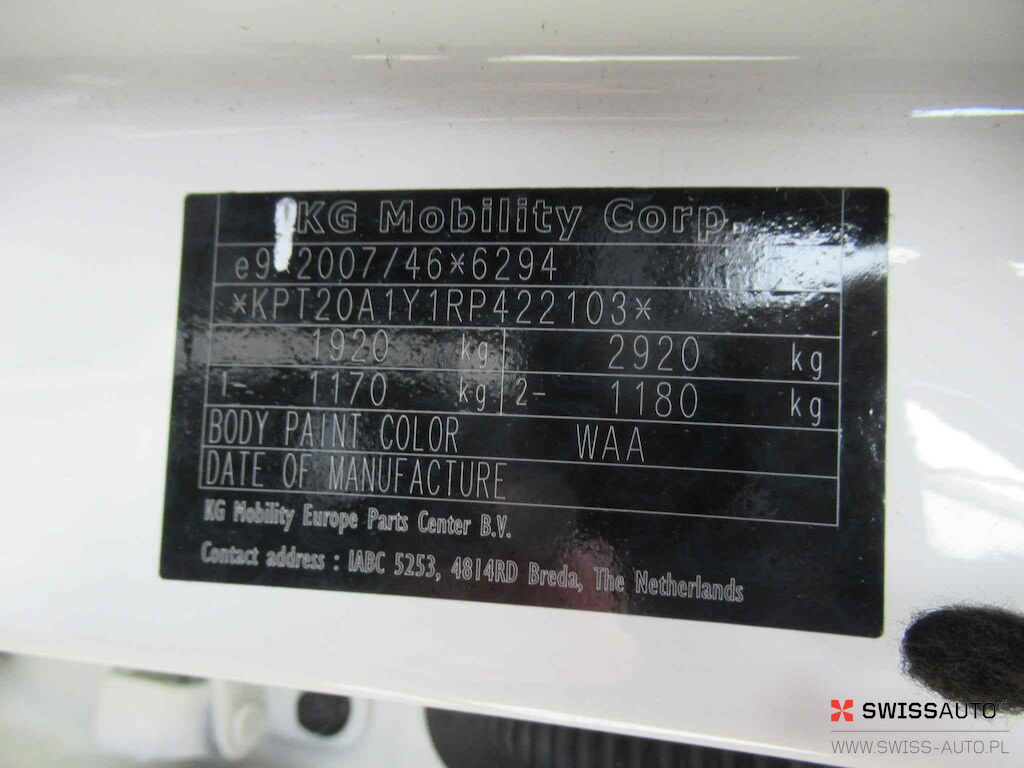 KG Mobility Corp.
e9*2007/46*6294
*KPT20A1Y1RP422103*
1920 kg 2920 kg
1- 1170 kg 2- 1180 kg
BODY PAINT COLOR WAA
DATE OF MANUFACTURE
KG Mobility Europe Parts Center B.V.
Contact address : IABC 5253, 4814RD Breda, The Netherlands
SWISSAUTO
WWW.SWISS-AUTO.PL